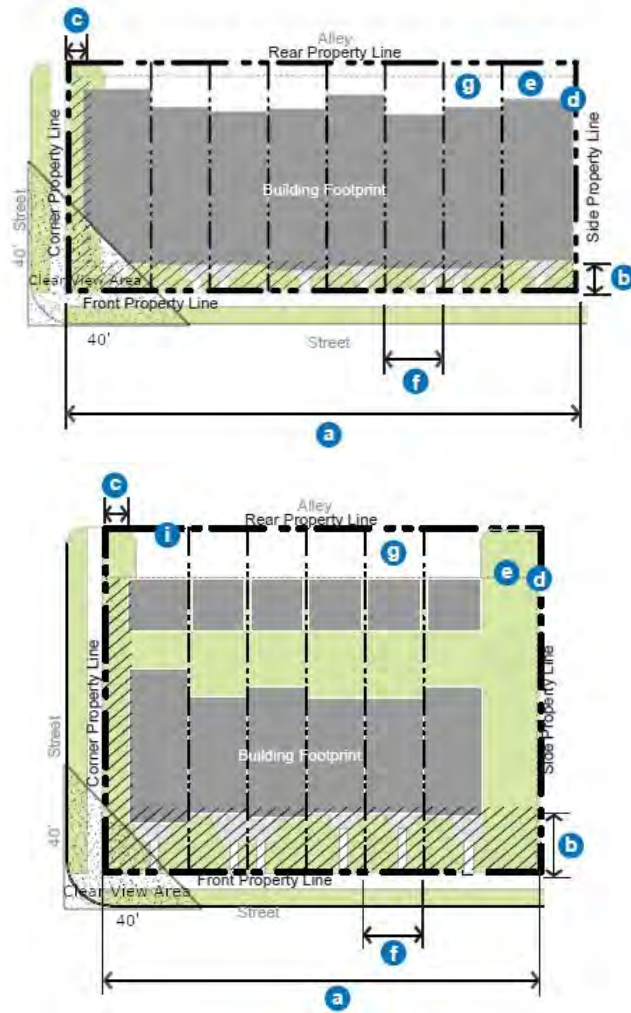 c
Alley
Rear Property Line
g
e
d
Corner Property Line
Side Property Line
Street
40'
Building Footprint
Clear View Area
b
Front Property Line
40'
Street
f
a
c
Alley
Rear Property Line
i
g
e
d
Corner Property Line
Side Property Line
Street
40'
Building Footprint
b
Clear View Area
Front Property Line
40'
Street
f
a